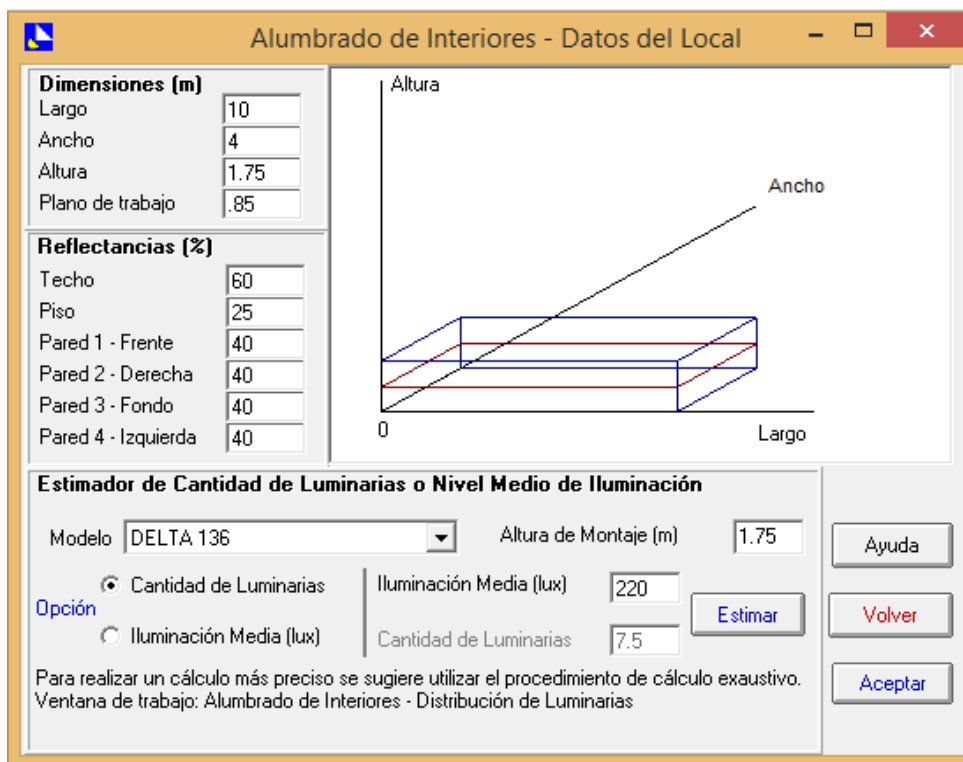 Alumbrado de Interiores - Datos del Local
Dimensiones (m)
Largo 10
Ancho 4
Altura 1.75
Plano de trabajo .85
Reflectancias (%)
Techo 60
Piso 25
Pared 1 - Frente 40
Pared 2 - Derecha 40
Pared 3 - Fondo 40
Pared 4 - Izquierda 40
Altura
Ancho
0
Largo
Estimador de Cantidad de Luminarias o Nivel Medio de Iluminación
Modelo DELTA 136 Altura de Montaje (m) 1.75
Opción
Cantidad de Luminarias
Iluminación Media (lux)
Iluminación Media (lux) 220
Cantidad de Luminarias 7.5
Estimar
Para realizar un cálculo más preciso se sugiere utilizar el procedimiento de cálculo exaustivo.
Ventana de trabajo: Alumbrado de Interiores - Distribución de Luminarias
Ayuda
Volver
Aceptar